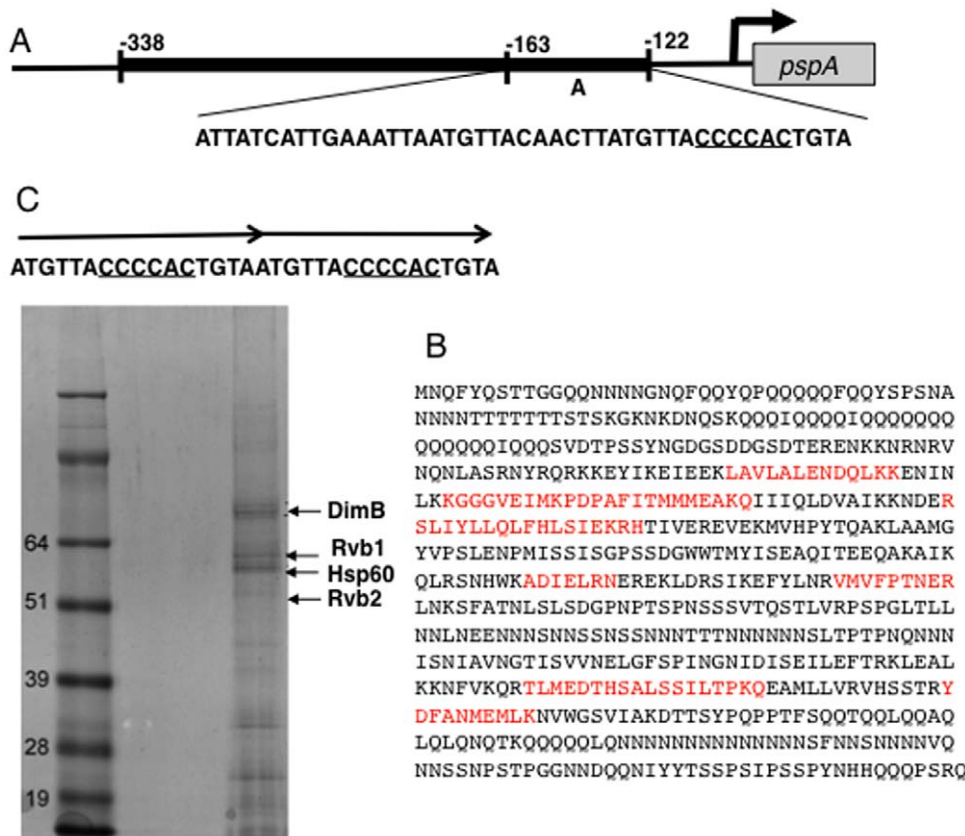 A
-338
-163
-122
pspA
A
ATTATCATTGAAATTAATGTTACAACTTATGTTACCCCACTGTA
C
ATGTTACCCCACTGTAATGTTACCCCACTGTA
DimB
Rvb1
Hsp60
Rvb2
64
51
39
28
19
B
MNQFYQSTTGGQQNNNNGNQFQQYQPQQQQQFQQYSPSNA
NNNNTTTTTTTSTSKGKNKDNQSKQQQIQQQQIQQQQQQQ
QQQQQQIQQQSVDTPSSYNGDGSDDGSDTERENKKNRNRV
NQNLASRNYRQRKKEYIKEIEEKLAVLALENDQLKKENIN
LKKGGGVEIMKPDPAFITMMMEAKQIIIQLDVAIKKNDER
SLIYLLQLFHLSIEKRHTIVEREVEKMVHPYTQAKLAAMG
YVPSLENPMISSISGPSSDGWWTMYISEAQITEEQAKAIK
QLRSNHWKADIELRNEREKLDRSIKEFYLNRVMVFPTNER
LNKSFATNLSLSDGPNPTSPNSSSVTQSTLVRPSPGLTLL
NNLNEENNNSNNSSNSSNNNTTTNNNNNNSLTPTPNQNNN
ISNIAVNGTISVVNELGFSPINGNIDISEILEFTRKLEAL
KKNFVKQRTLMEDTHSALSSILTPKQEAMLLVRVHSSTRY
DFANMEMLKNVWGSVIAKDTTSYPQPPTFSQQTQQLQQAQ
LQLQNQTKQQQQQLQNNNNNNNNNNNNNSFNNSNNNNVQ
NNSSNPSTPGGNNDQQNIYYTSSPSIPSSPYNHHQQQPSRQ